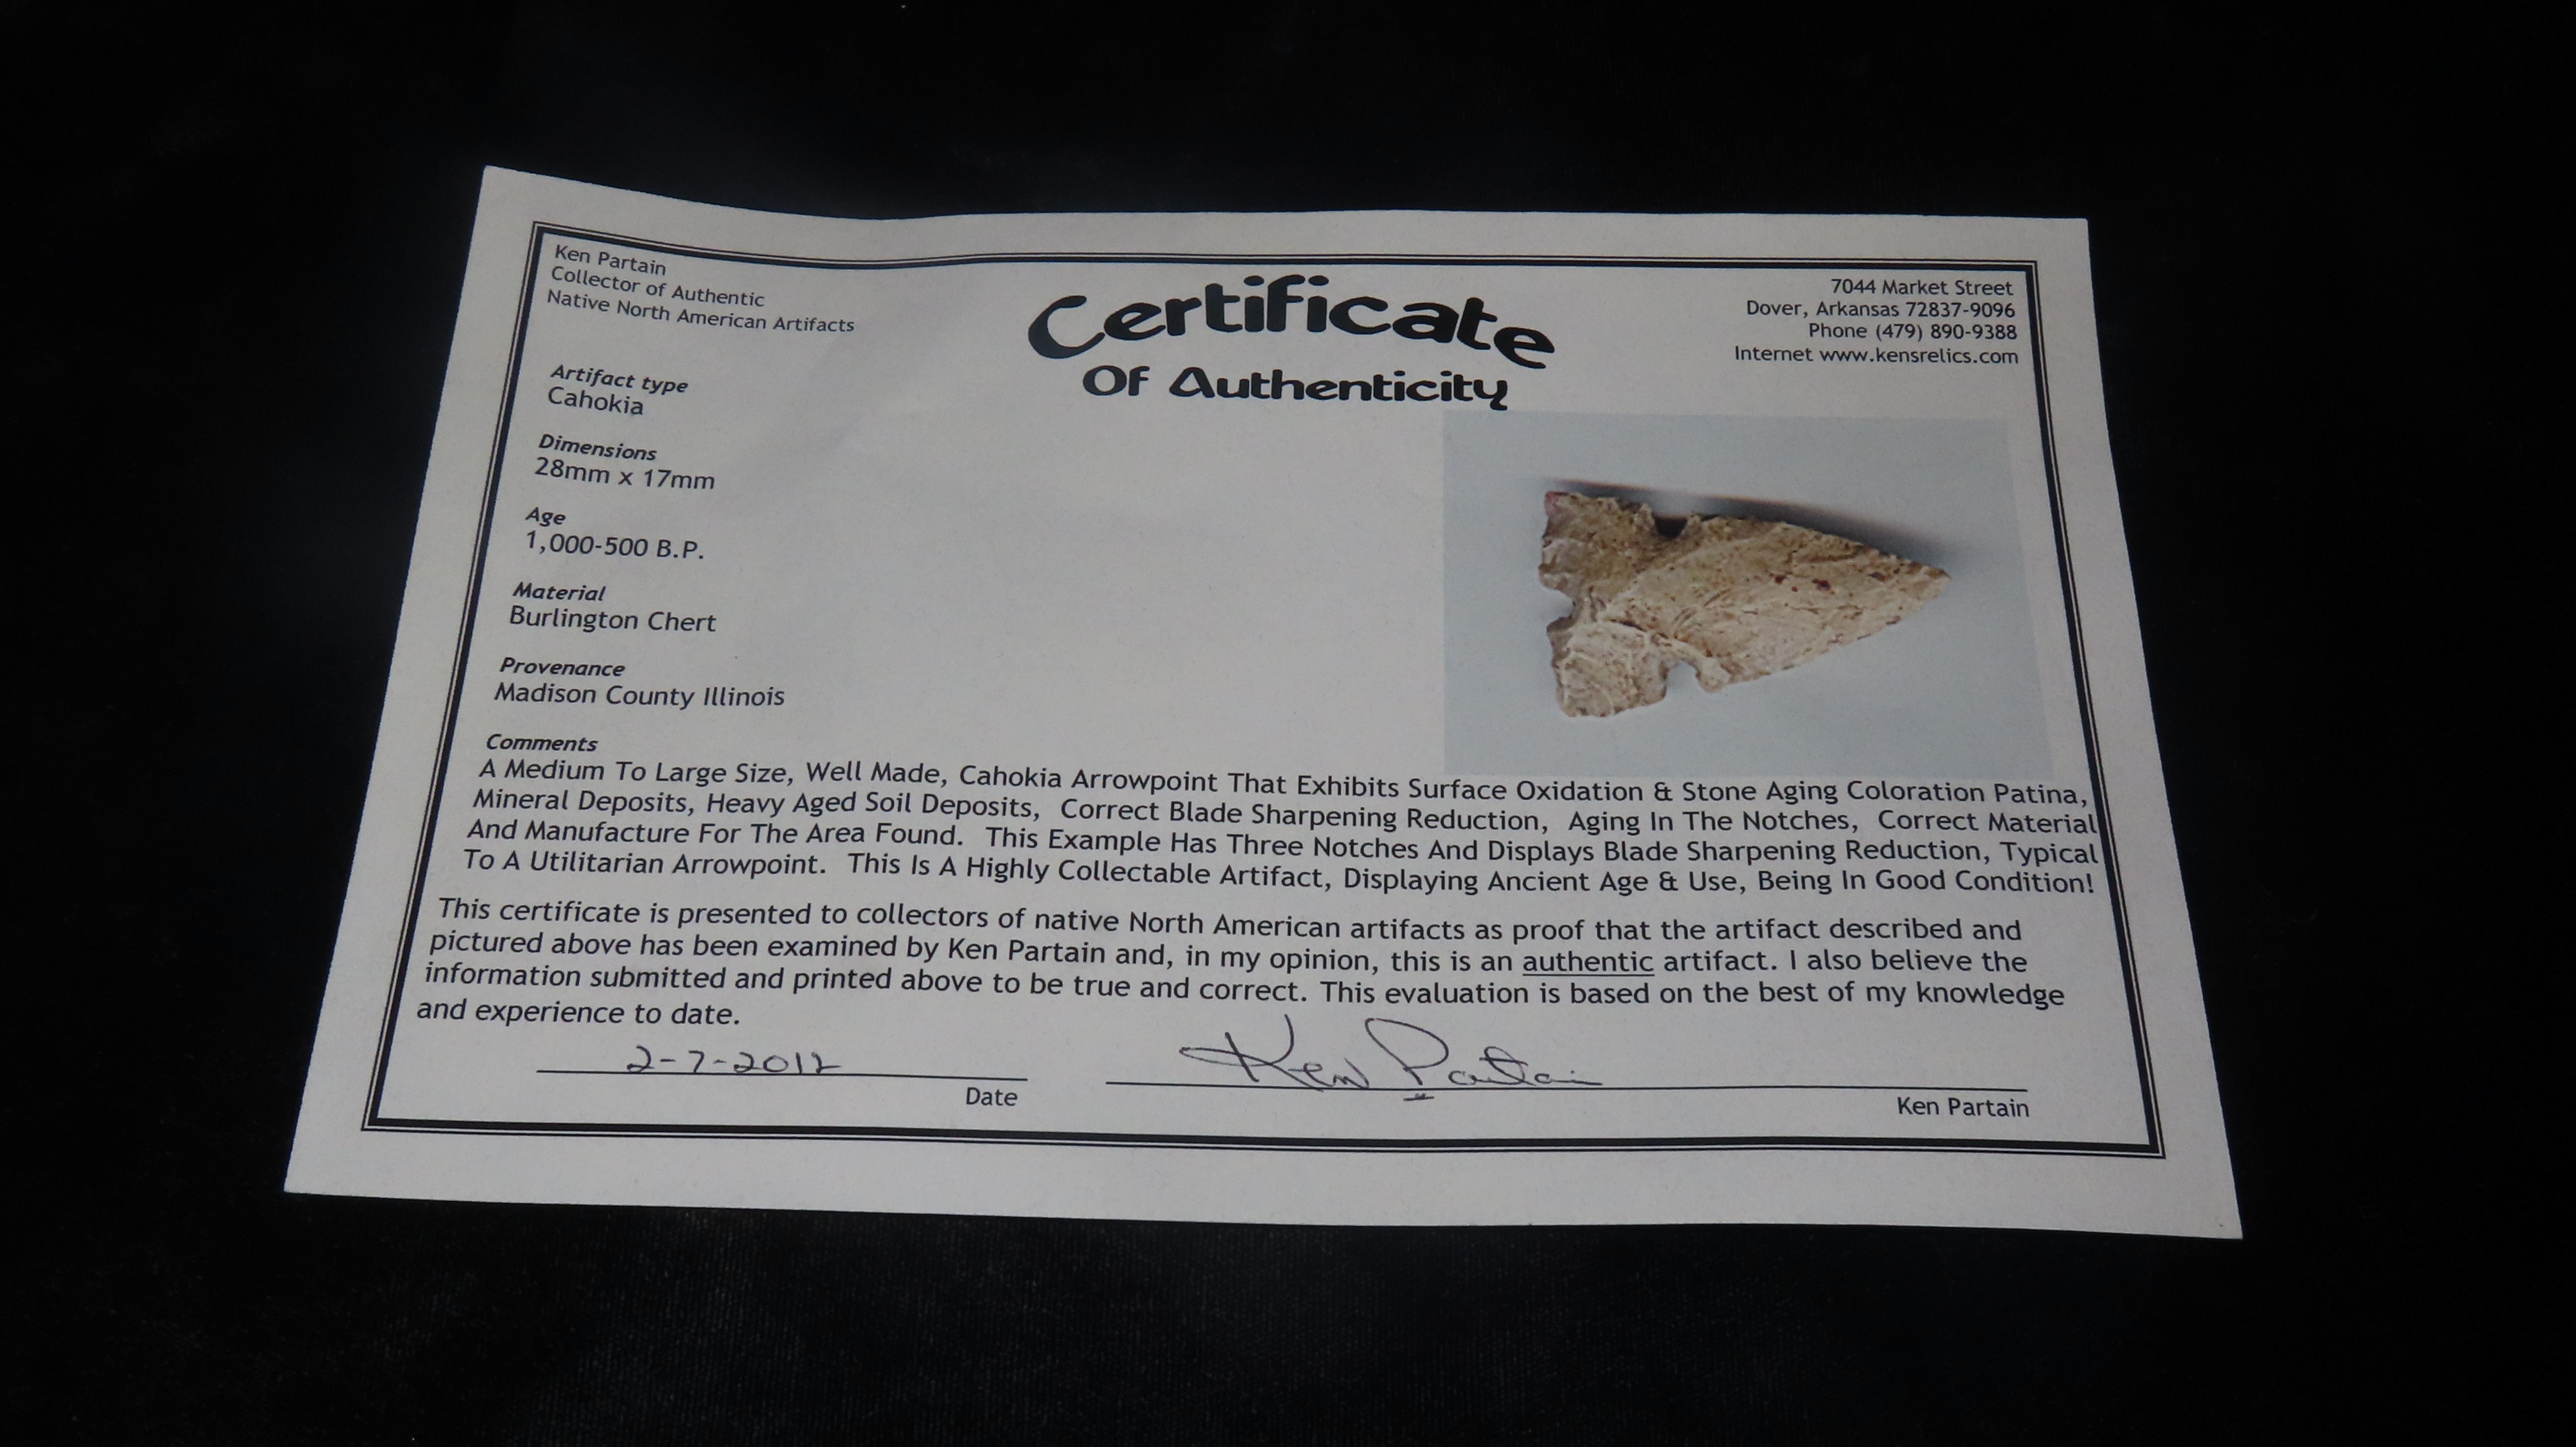 Ken Partain
Collector of Authentic
Native North American Artifacts
Certificate
Of Authenticity
7044 Market Street
Dover, Arkansas 72837-9096
Phone (479) 890-9388
Internet www.kensrelics.com
Artifact type
Cahokia
Dimensions
28mm x 17mm
Age
1,000-500 B.P.
Material
Burlington Chert
Provenance
Madison County Illinois
Comments
A Medium To Large Size, Well Made, Cahokia Arrowpoint That Exhibits Surface Oxidation & Stone Aging Coloration Patina,
Mineral Deposits, Heavy Aged Soil Deposits, Correct Blade Sharpening Reduction, Aging In The Notches, Correct Material
And Manufacture For The Area Found. This Example Has Three Notches And Displays Blade Sharpening Reduction, Typical
To A Utilitarian Arrowpoint. This Is A Highly Collectable Artifact, Displaying Ancient Age & Use, Being In Good Condition!
This certificate is presented to collectors of native North American artifacts as proof that the artifact described and
pictured above has been examined by Ken Partain and, in my opinion, this is an authentic artifact. I also believe the
information submitted and printed above to be true and correct. This evaluation is based on the best of my knowledge
and experience to date.
2-7-2012
Ken Partain
Date
Ken Partain